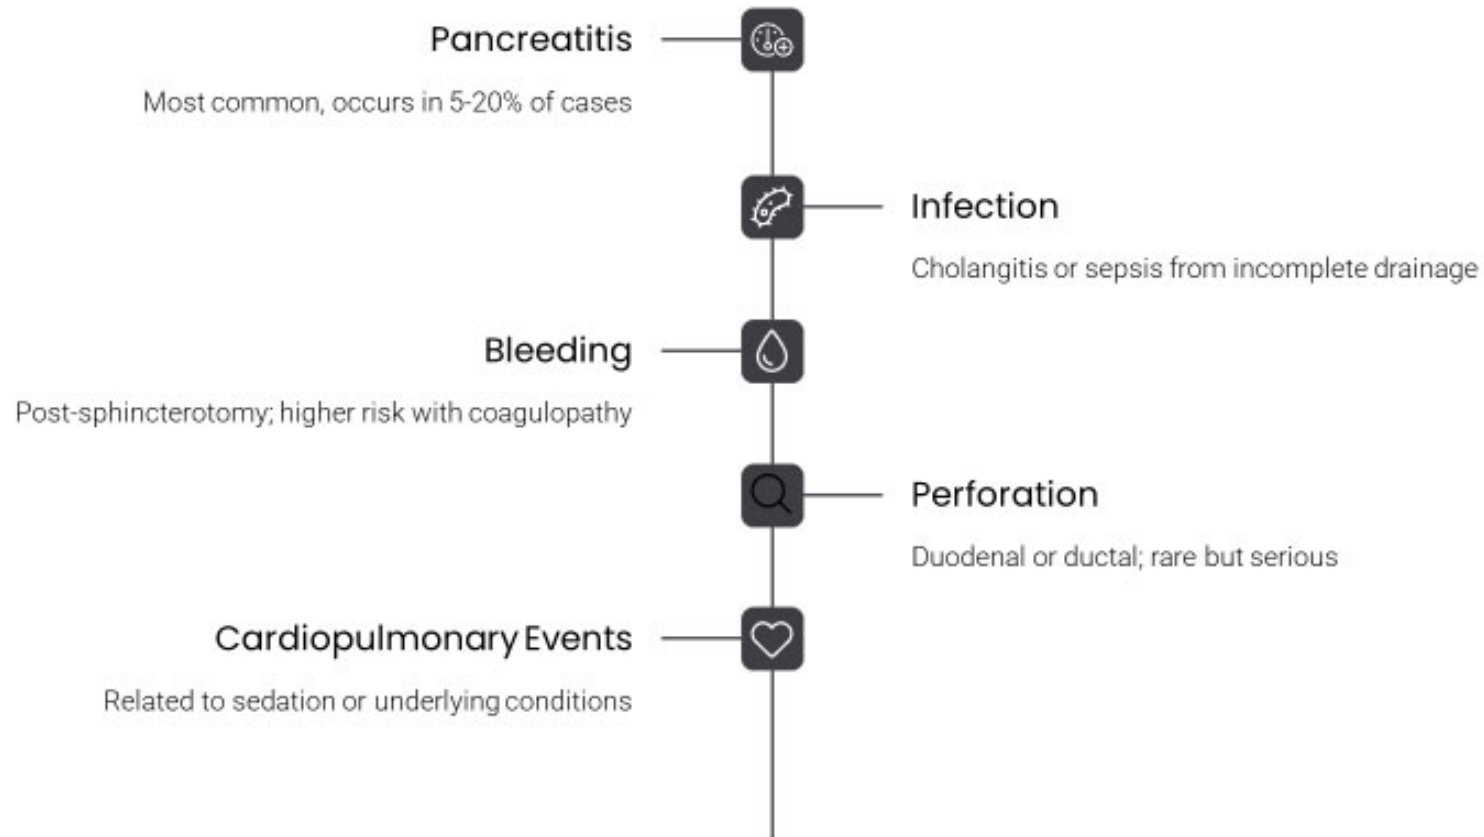 Pancreatitis
Most common, occurs in 5-20% of cases
Infection
Cholangitis or sepsis from incomplete drainage
Bleeding
Post-sphincterotomy; higher risk with coagulopathy
Perforation
Duodenal or ductal; rare but serious
Cardiopulmonary Events
Related to sedation or underlying conditions